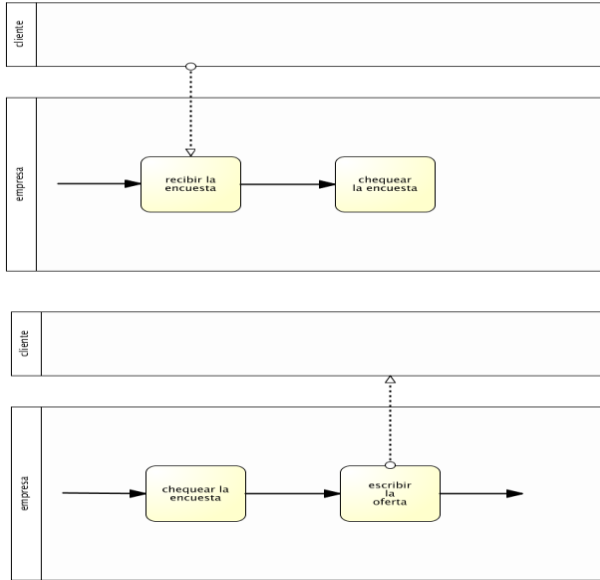 cliente
empresa
recibir la
encuesta
chequear
la encuesta
cliente
empresa
chequear la
encuesta
escribir
la
oferta